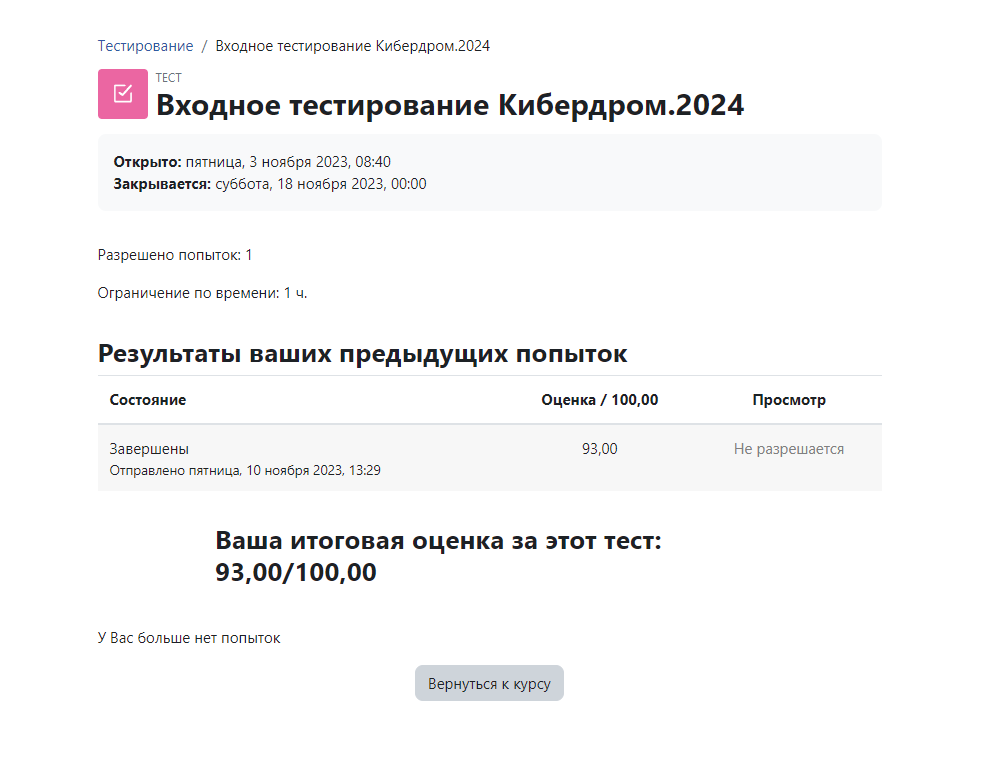 Тестирование / Входное тестирование Кибердром.2024
ТЕСТ
Входное тестирование Кибердром.2024
Открыто: пятница, 3 ноября 2023, 08:40
Закрывается: суббота, 18 ноября 2023, 00:00
Разрешено попыток: 1
Ограничение по времени: 1 ч.
Результаты ваших предыдущих попыток
Состояние Оценка / 100,00 Просмотр
Завершены 93,00 Не разрешается
Отправлено пятница, 10 ноября 2023, 13:29
Ваша итоговая оценка за этот тест:
93,00/100,00
У Вас больше нет попыток
Вернуться к курсу